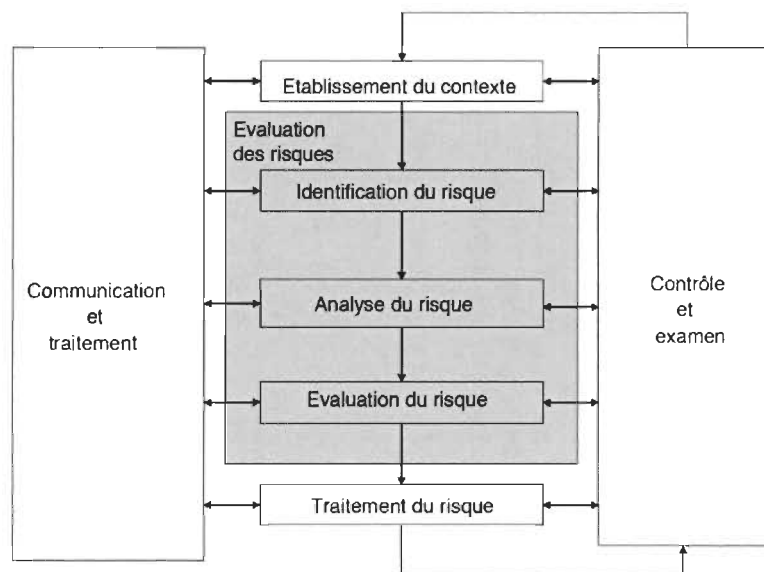 Etablissement du contexte
Evaluation
des risques
Identification du risque
Communication
et
traitement
Analyse du risque
Contrôle
et
examen
Evaluation du risque
Traitement du risque